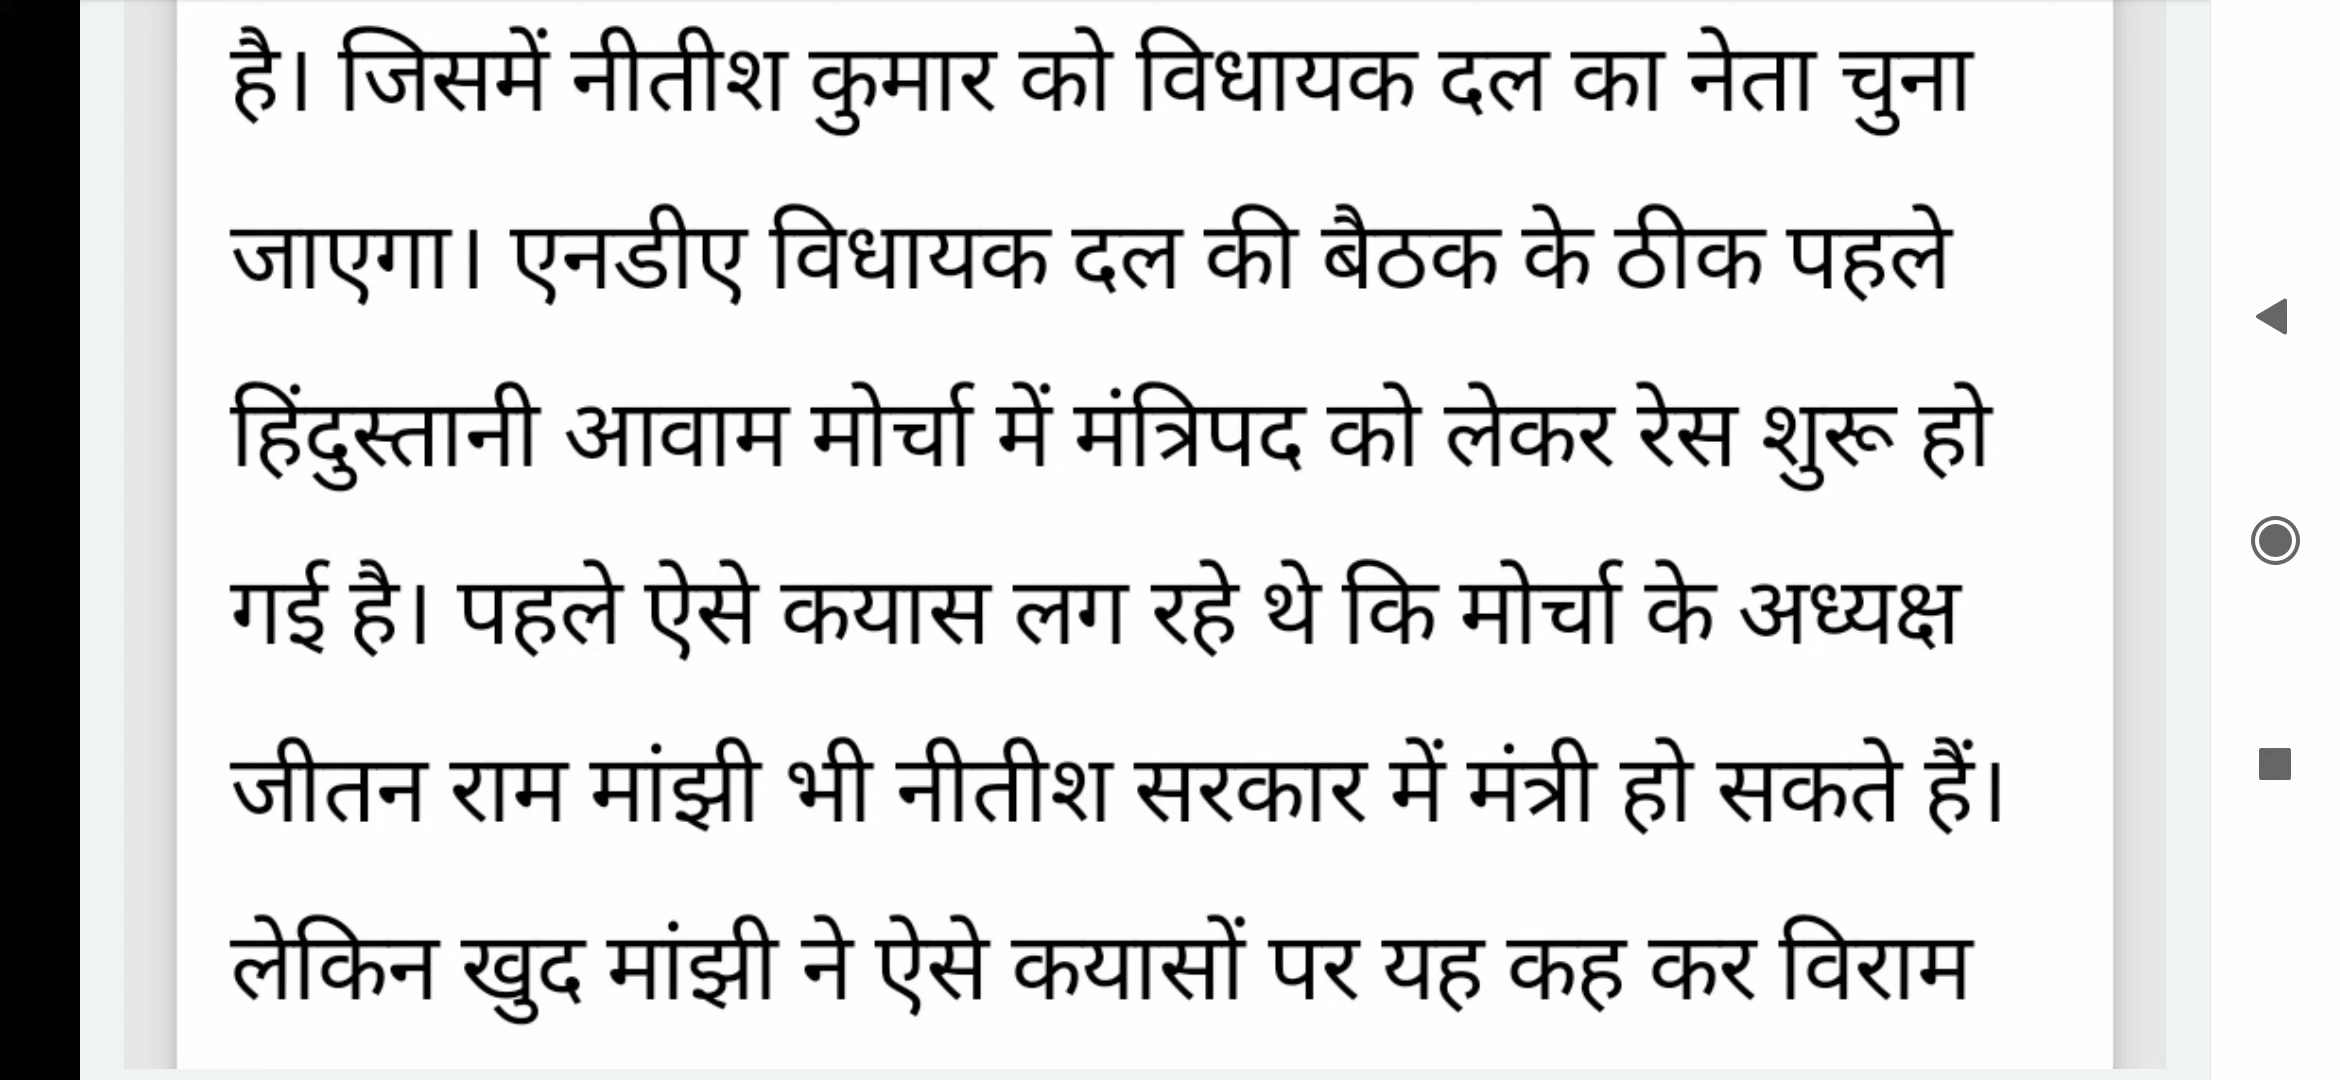 है। जिसमें नीतीश कुमार को विधायक दल का नेता चुना
जाएगा। एनडीए विधायक दल की बैठक के ठीक पहले
हिंदुस्तानी आवाम मोर्चा में मंत्रिपद को लेकर रेस शुरू हो
गई है। पहले ऐसे कयास लग रहे थे कि मोर्चा के अध्यक्ष
जीतन राम मांझी भी नीतीश सरकार में मंत्री हो सकते हैं।
लेकिन खुद मांझी ने ऐसे कयासों पर यह कह कर विराम